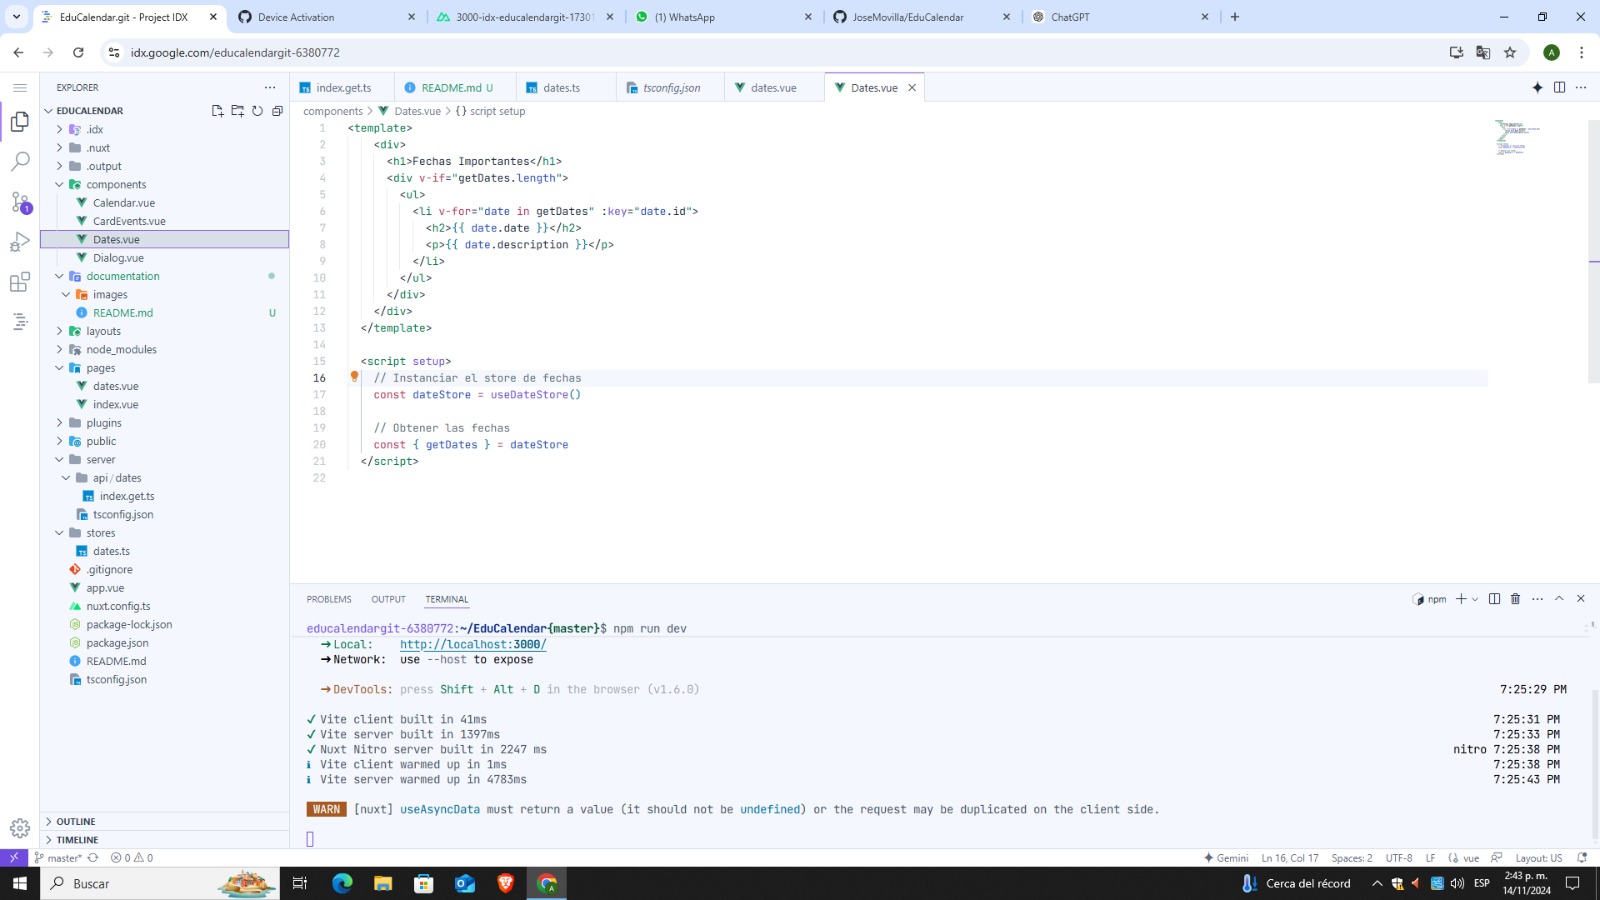 EduCalendar.git - Project IDX
Device Activation
3000-idx-educalendargit-17301
(1) WhatsApp
JoseMovilla/EduCalendar
ChatGPT
idx.google.com/educalendargit-6380772
A
EXPLORER
EDUCALENDAR
.idx
.nuxt
.output
components
Calendar.vue
CardEvents.vue
Dates.vue
Dialog.vue
documentation
images
README.md U
layouts
node_modules
pages
dates.vue
index.vue
plugins
public
server
api/dates
index.get.ts
tsconfig.json
stores
dates.ts
.gitignore
app.vue
nuxt.config.ts
package-lock.json
package.json
README.md
tsconfig.json
OUTLINE
TIMELINE
1
index.get.ts
README.md U
dates.ts
tsconfig.json
dates.vue
Dates.vue
components > Dates.vue > {} script setup
1 <template>
2 <div>
3 <h1>Fechas Importantes</h1>
4 <div v-if="getDates.length">
5 <ul>
6 <li v-for="date in getDates" :key="date.id">
7 <h2>{{ date.date }}</h2>
8 <p>{{ date.description }}</p>
9 </li>
10 </ul>
11 </div>
12 </div>
13 </template>
14
15 <script setup>
16 // Instanciar el store de fechas
17 const dateStore = useDateStore()
18
19 // Obtener las fechas
20 const { getDates } = dateStore
21 </script>
22
PROBLEMS OUTPUT TERMINAL
npm
educalendargit-6380772:~/EduCalendar{master}$ npm run dev
➜ Local: http://localhost:3000/
➜ Network: use --host to expose
➜ DevTools: press Shift + Alt + D in the browser (v1.6.0) 7:25:29 PM
✓ Vite client built in 41ms 7:25:31 PM
✓ Vite server built in 1397ms 7:25:33 PM
✓ Nuxt Nitro server built in 2247 ms nitro 7:25:38 PM
ℹ Vite client warmed up in 1ms 7:25:38 PM
ℹ Vite server warmed up in 4783ms 7:25:43 PM
WARN [nuxt] useAsyncData must return a value (it should not be undefined) or the request may be duplicated on the client side.
master* 0 0
Gemini Ln 16, Col 17 Spaces: 2 UTF-8 LF vue Layout: US
Buscar
Cerca del récord
ESP
2:43 p. m.
14/11/2024